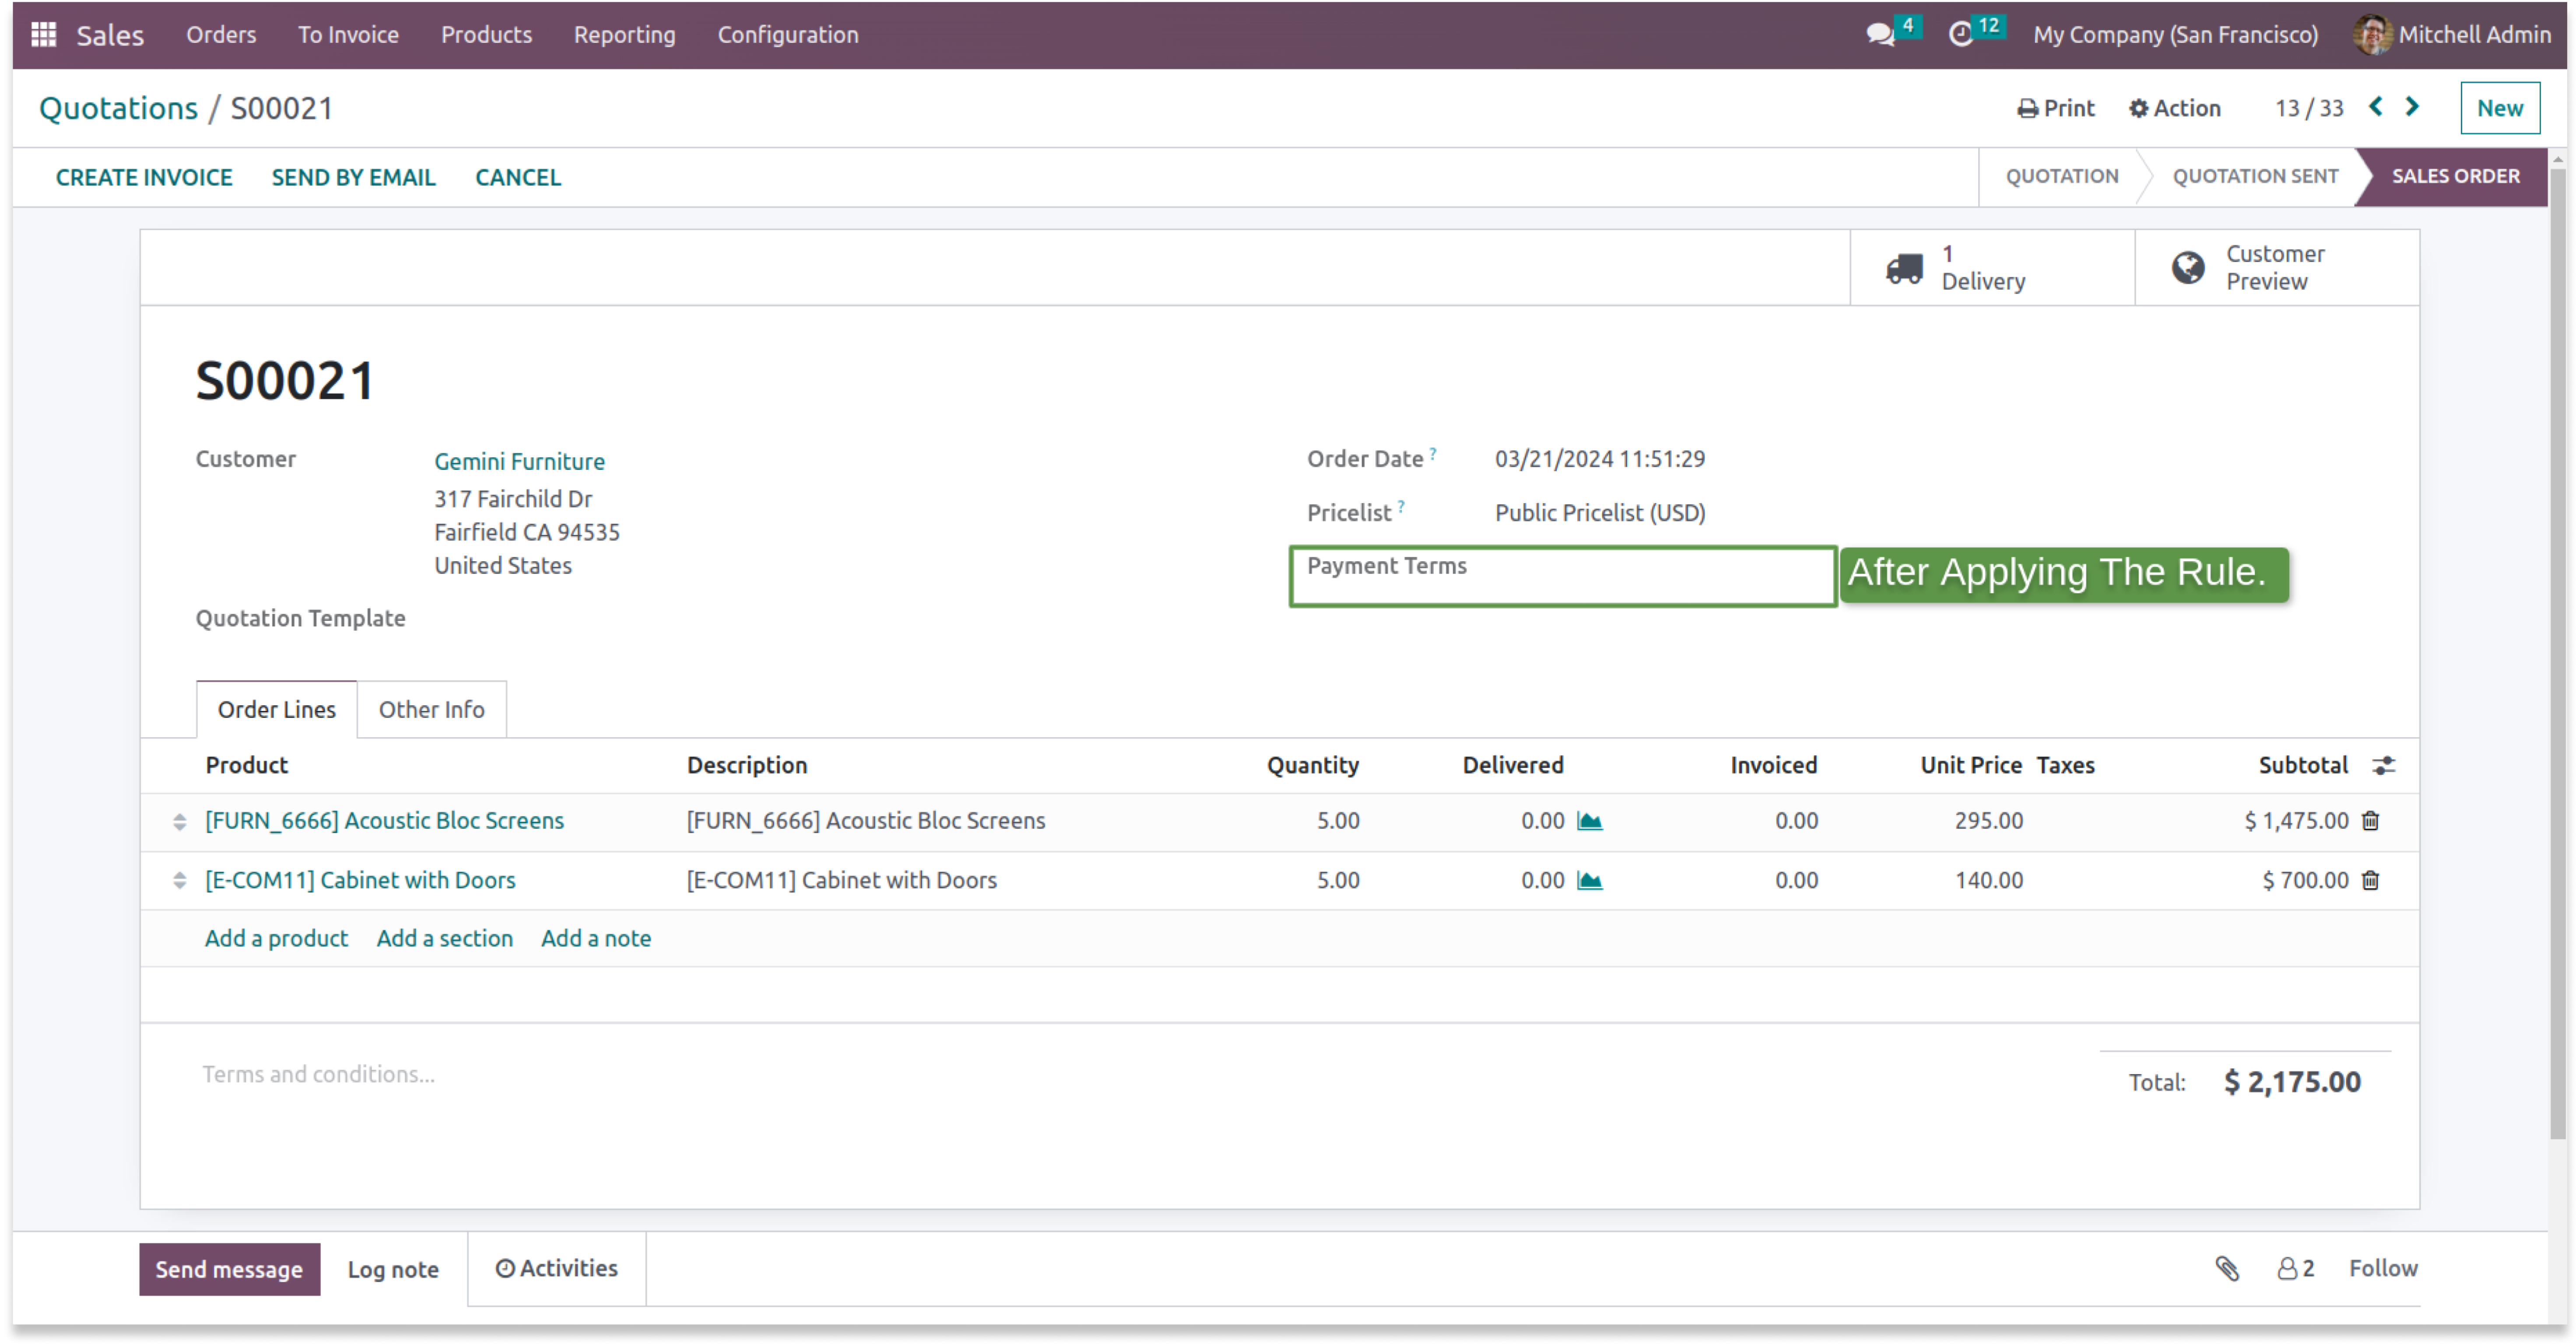 Sales Orders To Invoice Products Reporting Configuration 4 12 My Company (San Francisco) Mitchell Admin
Quotations / S00021 Print Action 13 / 33 New
CREATE INVOICE SEND BY EMAIL CANCEL QUOTATION QUOTATION SENT SALES ORDER
1
Delivery
Customer
Preview
S00021
Customer Gemini Furniture
317 Fairchild Dr
Fairfield CA 94535
United States
Quotation Template
Order Date ? 03/21/2024 11:51:29
Pricelist ? Public Pricelist (USD)
Payment Terms After Applying The Rule.
Order Lines Other Info
Product Description Quantity Delivered Invoiced Unit Price Taxes Subtotal
[FURN_6666] Acoustic Bloc Screens [FURN_6666] Acoustic Bloc Screens 5.00 0.00 0.00 295.00 $ 1,475.00
[E-COM11] Cabinet with Doors [E-COM11] Cabinet with Doors 5.00 0.00 0.00 140.00 $ 700.00
Add a product Add a section Add a note
Terms and conditions...
Total: $ 2,175.00
Send message Log note Activities 2 Follow